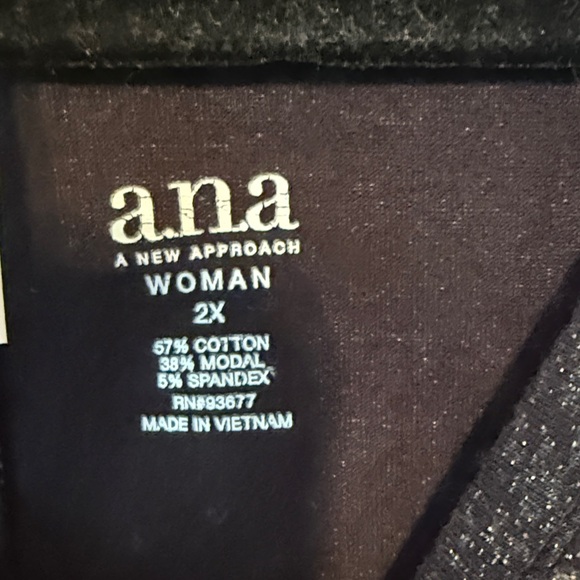 a.n.a
A NEW APPROACH
WOMAN
2X
57% COTTON
38% MODAL
5% SPANDEX
RN#93677
MADE IN VIETNAM